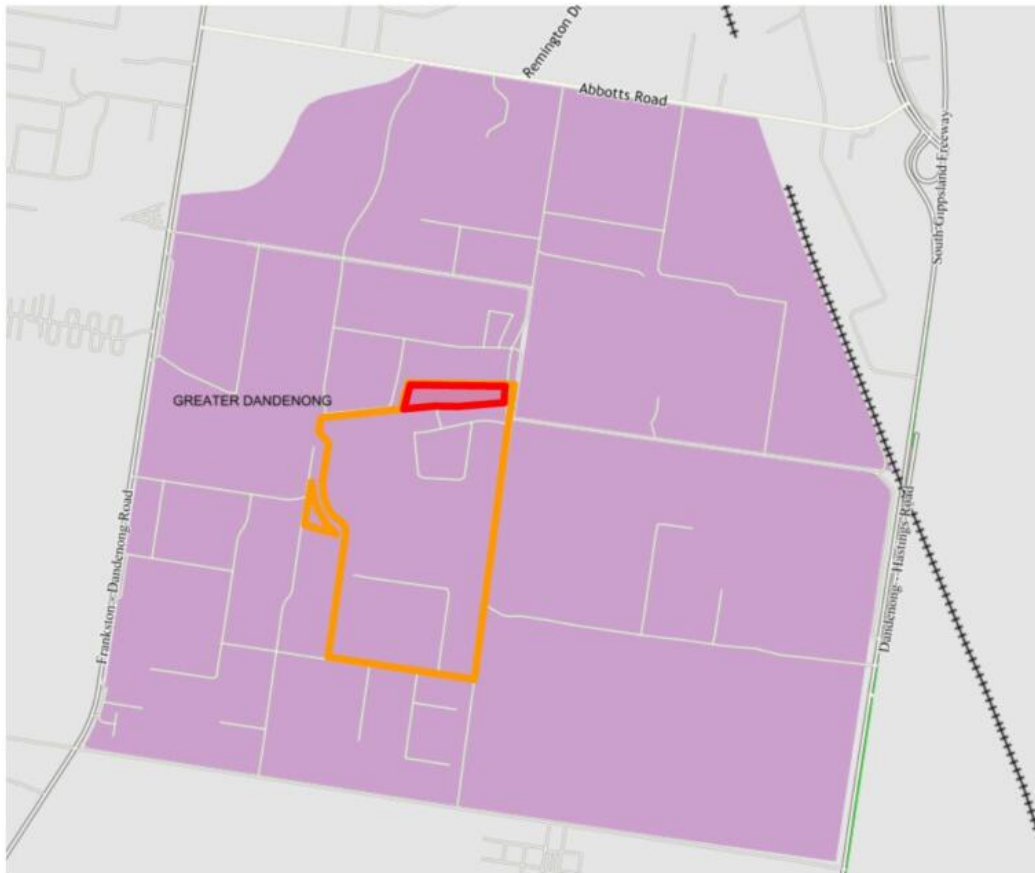 Remington Dr
Abbotts Road
South Gippsland Freeway
GREATER DANDENONG
Frankston - Dandenong Road
Dandenong - Hastings Road